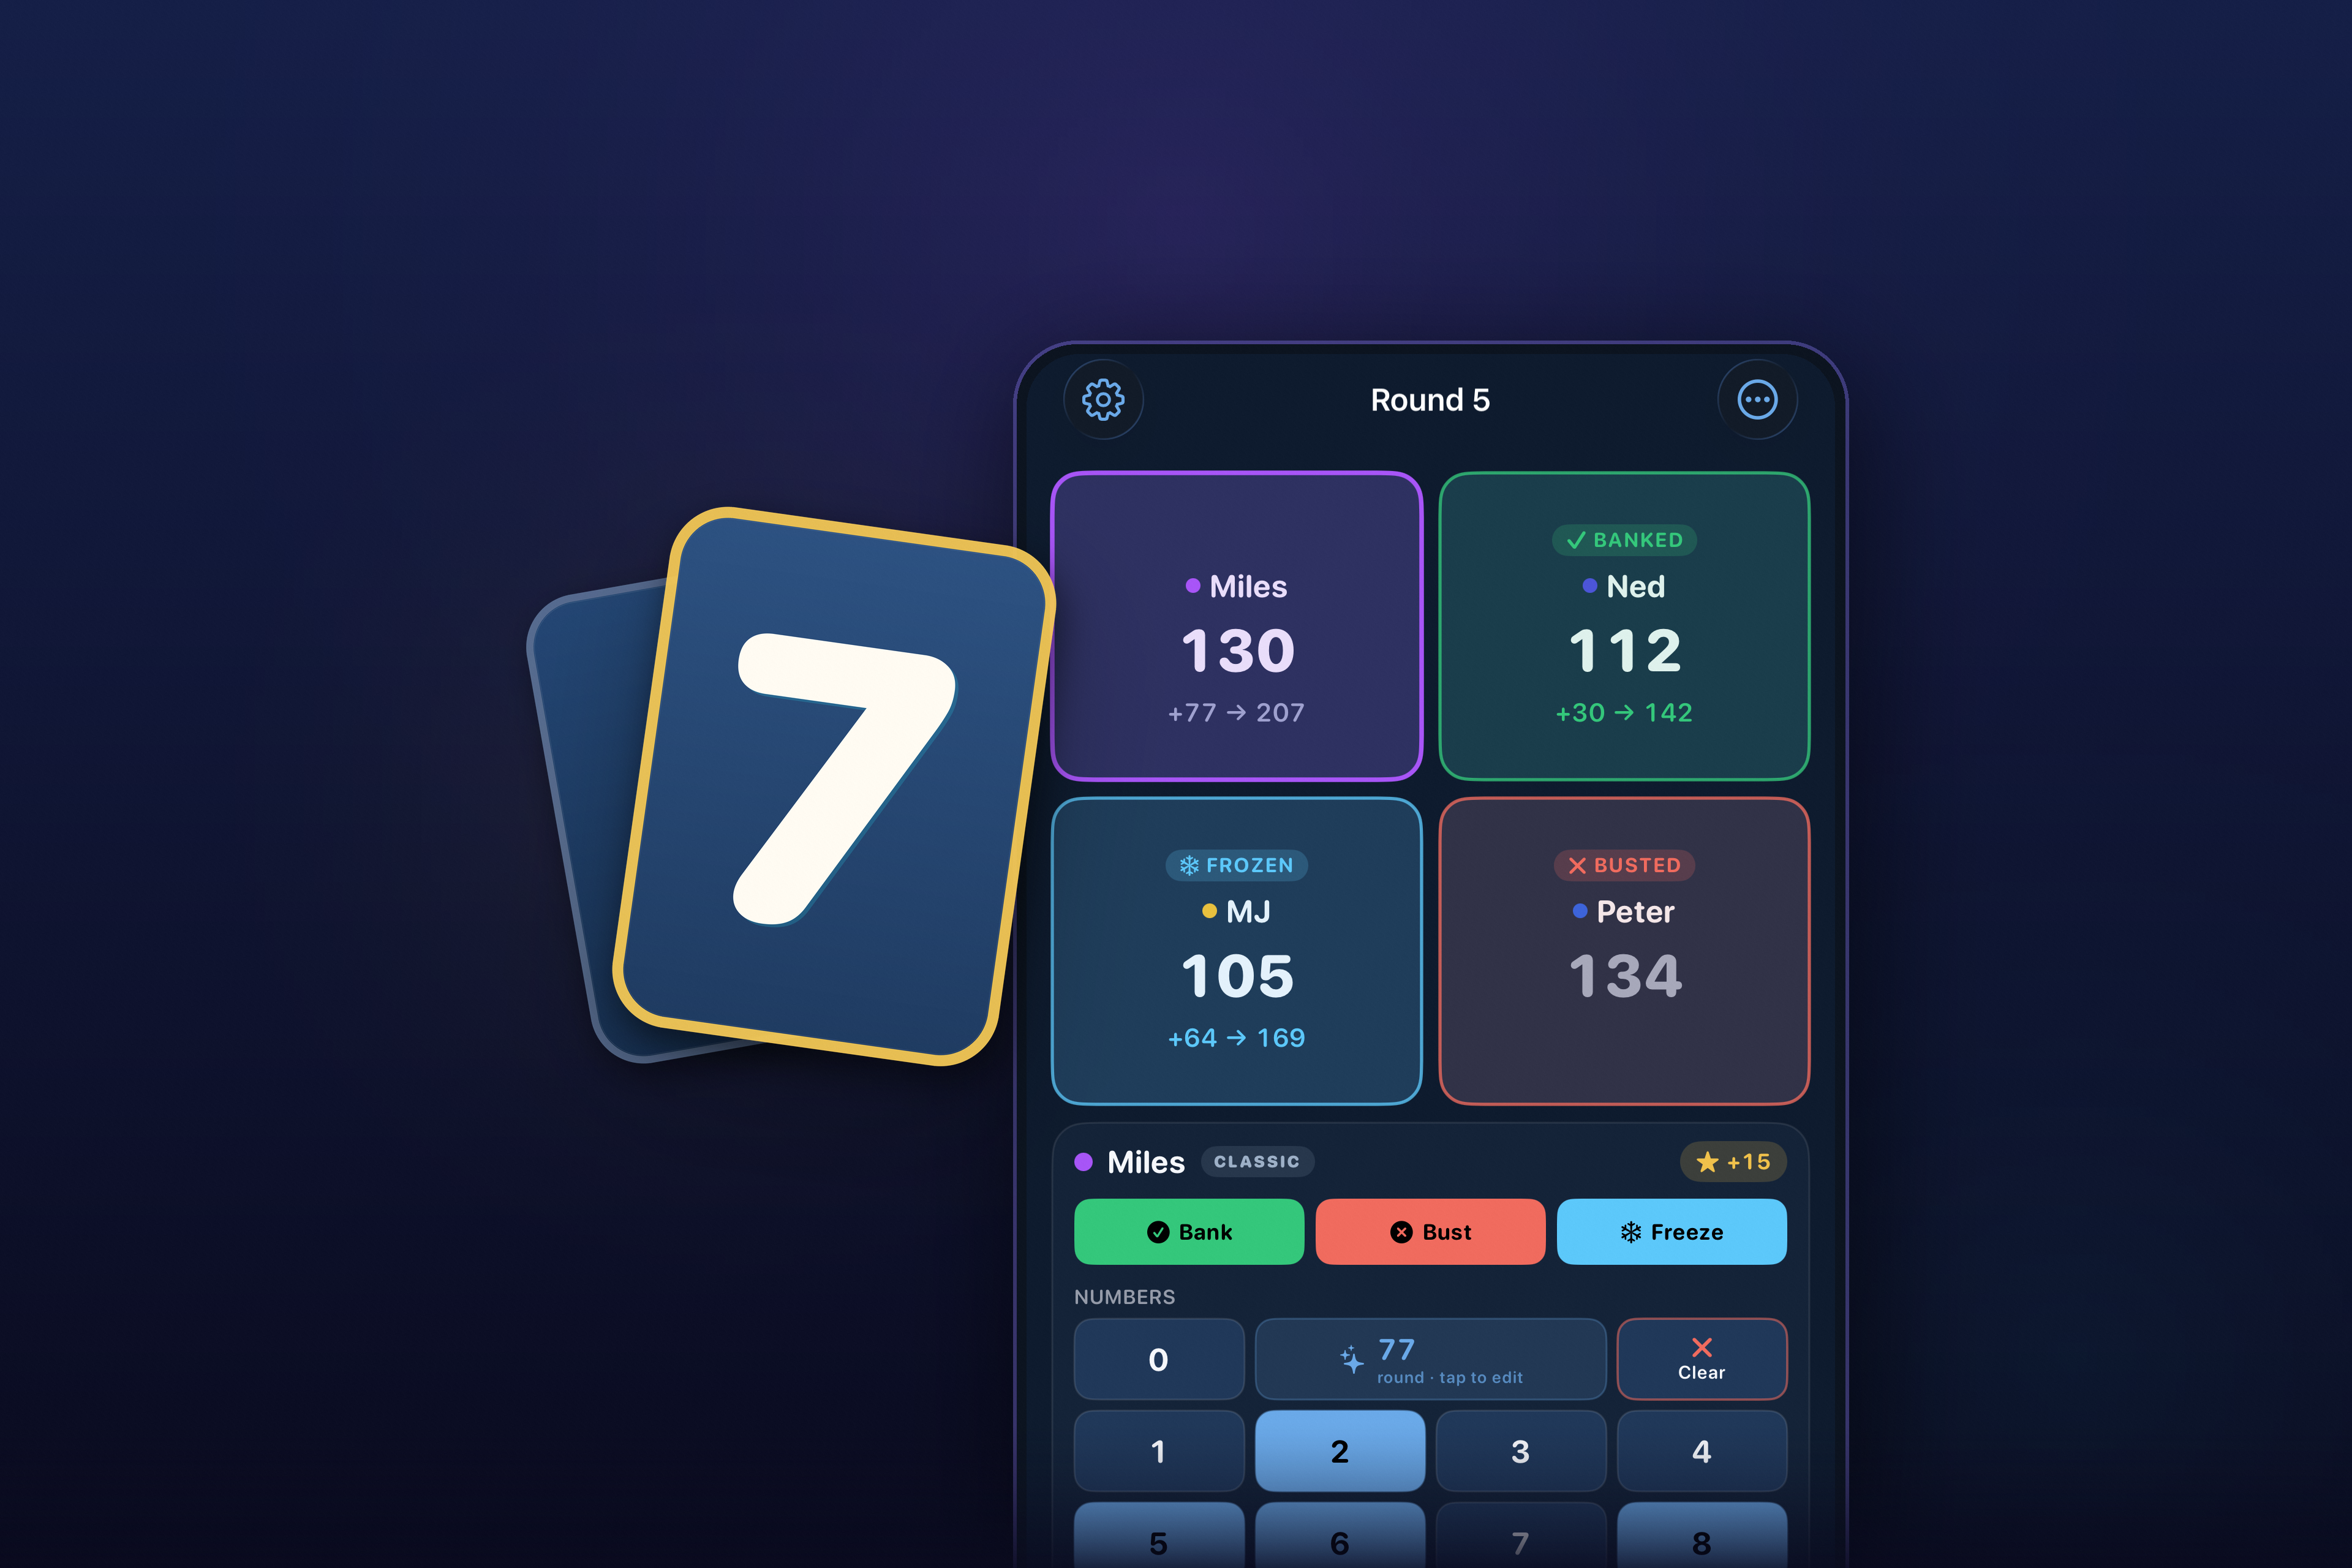 7
Round 5
Miles
130
+77 → 207
BANKED
Ned
112
+30 → 142
FROZEN
MJ
105
+64 → 169
BUSTED
Peter
134
Miles CLASSIC +15
Bank Bust Freeze
NUMBERS
0 77 Clear
round · tap to edit
1 2 3 4
5 6 7 8